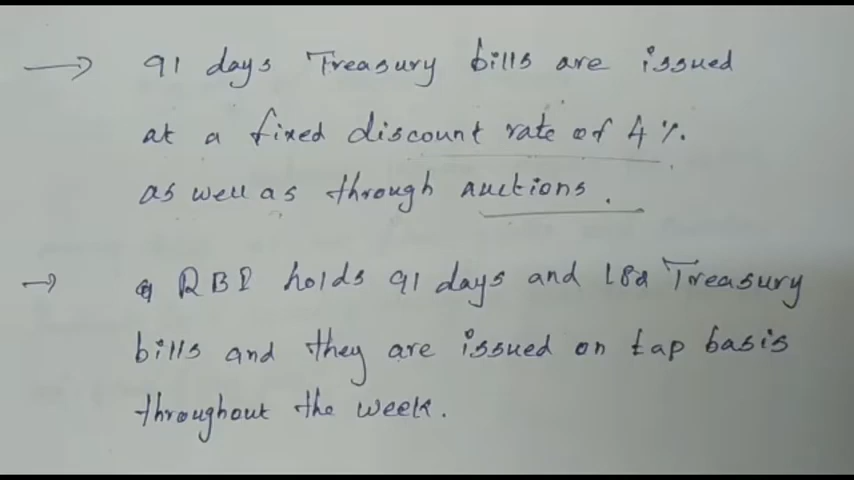 → 91 days Treasury bills are issued
at a fixed discount rate of 4%.
as well as through auctions.
→ RBI holds 91 days and 182 Treasury
bills and they are issued on tap basis
throughout the week.